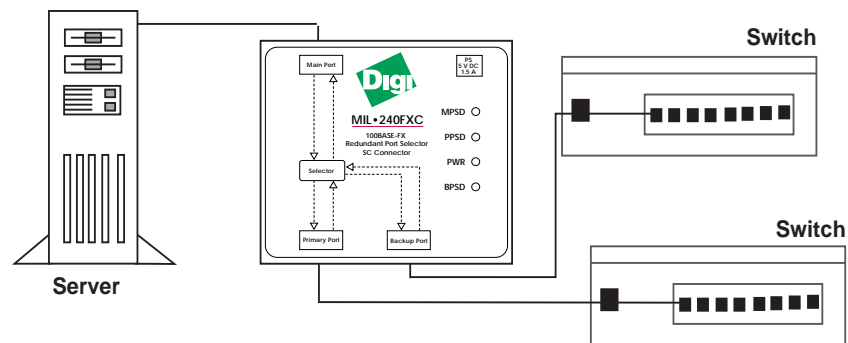 Switch
Main Port
PS
5 V DC
1.5 A
Digi
MIL•240FXC
100BASE-FX
Redundant Port Selector
SC Connector
MPSD
PPSD
PWR
BPSD
Selector
Primary Port
Backup Port
Switch
Server